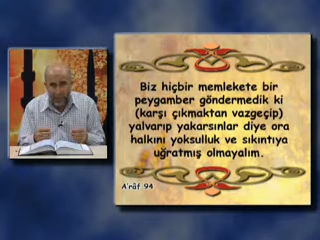 Biz hiçbir memlekete bir
peygamber göndermedik ki
(karşı çıkmaktan vazgeçip)
yalvarıp yakarsınlar diye ora
halkını yoksulluk ve sıkıntıya
uğratmış olmayalım.
A'râf 94